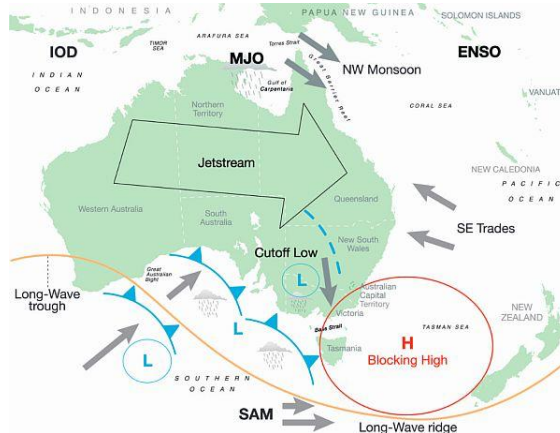 INDONESIA
PAPUA NEW GUINEA
SOLOMON ISLANDS
IOD
TIMOR
SEA
ARAFURA SEA
Torres Strait
MJO
ENSO
NW Monsoon
INDIAN
OCEAN
Gulf of
Carpentaria
Great Barrier Reef
Northern
Territory
CORAL SEA
VANUAT
Jetstream
NEW CALEDONIA
PACIFIC
OCEAN
Western Australia
Queensland
South
Australia
SE Trades
Cutoff Low
New South
Wales
L
Great
Australian
Bight
Australian
Capital
Territory
Long-Wave
trough
Victoria
NEW
ZEALAND
L
Bass Strait
TASMAN SEA
H
Blocking High
Tasmania
L
SOUTHERN
OCEAN
SAM
Long-Wave ridge